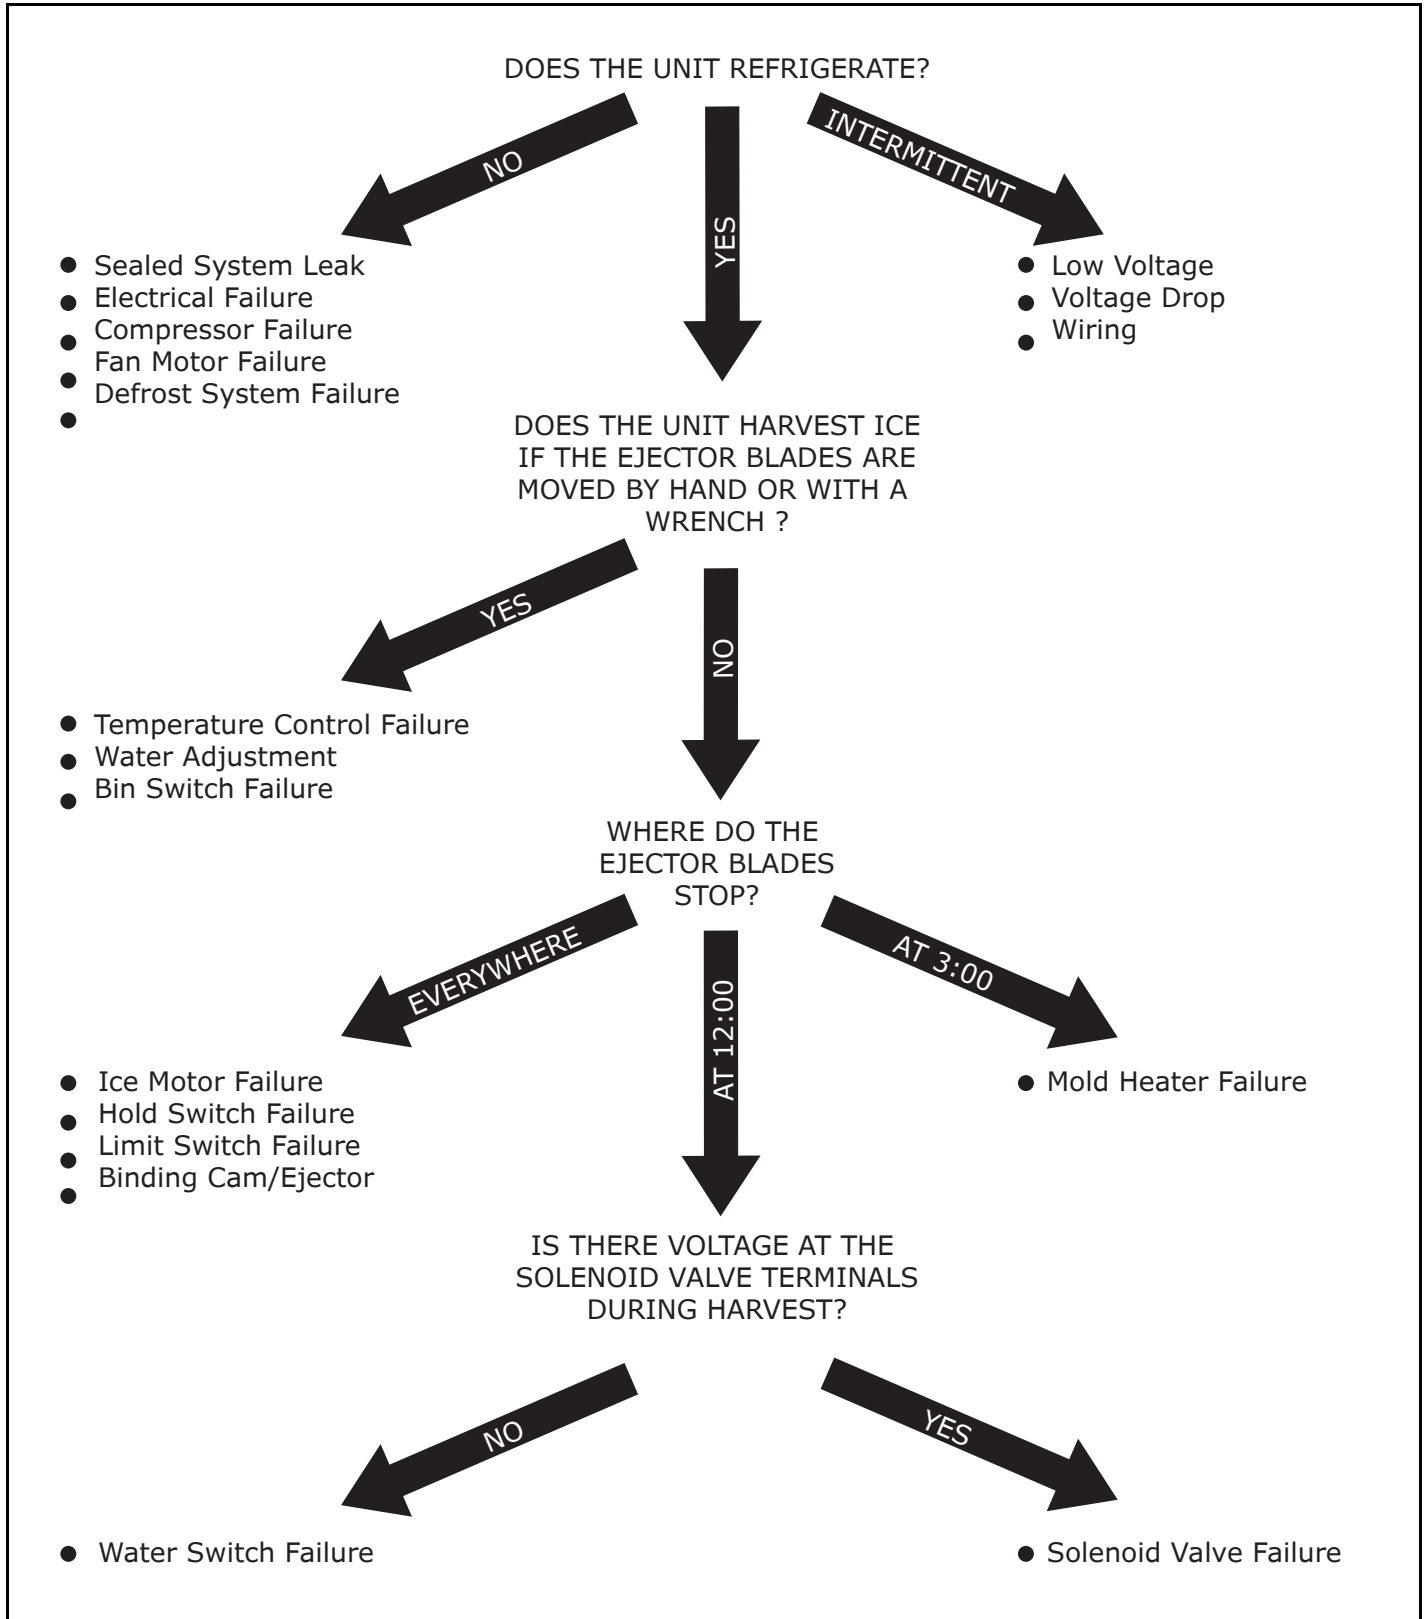 DOES THE UNIT REFRIGERATE?
NO
YES
INTERMITTENT
● Sealed System Leak
● Electrical Failure
● Compressor Failure
● Fan Motor Failure
● Defrost System Failure
● Low Voltage
● Voltage Drop
● Wiring
DOES THE UNIT HARVEST ICE
IF THE EJECTOR BLADES ARE
MOVED BY HAND OR WITH A
WRENCH ?
YES
NO
● Temperature Control Failure
● Water Adjustment
● Bin Switch Failure
WHERE DO THE
EJECTOR BLADES
STOP?
EVERYWHERE
AT 12:00
AT 3:00
● Ice Motor Failure
● Hold Switch Failure
● Limit Switch Failure
● Binding Cam/Ejector
● Mold Heater Failure
IS THERE VOLTAGE AT THE
SOLENOID VALVE TERMINALS
DURING HARVEST?
NO
YES
● Water Switch Failure
● Solenoid Valve Failure